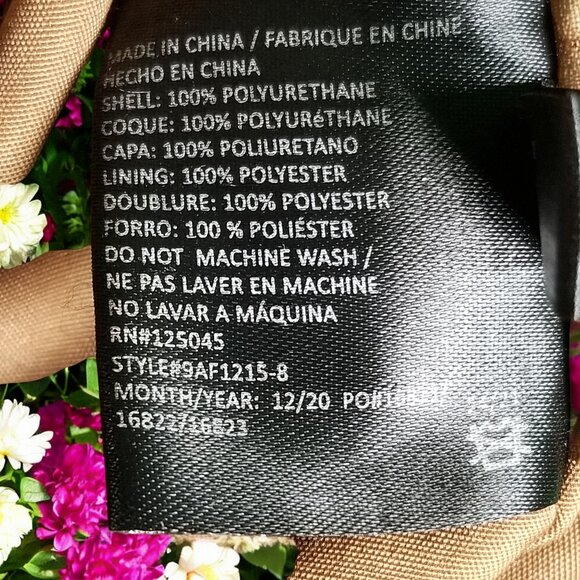 MADE IN CHINA / FABRIQUE EN CHINE
HECHO EN CHINA
SHELL: 100% POLYURETHANE
COQUE: 100% POLYURéTHANE
CAPA: 100% POLIURETANO
LINING: 100% POLYESTER
DOUBLURE: 100% POLYESTER
FORRO: 100 % POLIÉSTER
DO NOT MACHINE WASH /
NE PAS LAVER EN MACHINE
NO LAVAR A MÁQUINA
RN#125045
STYLE#9AF1215-8
MONTH/YEAR: 12/20
16822/16823